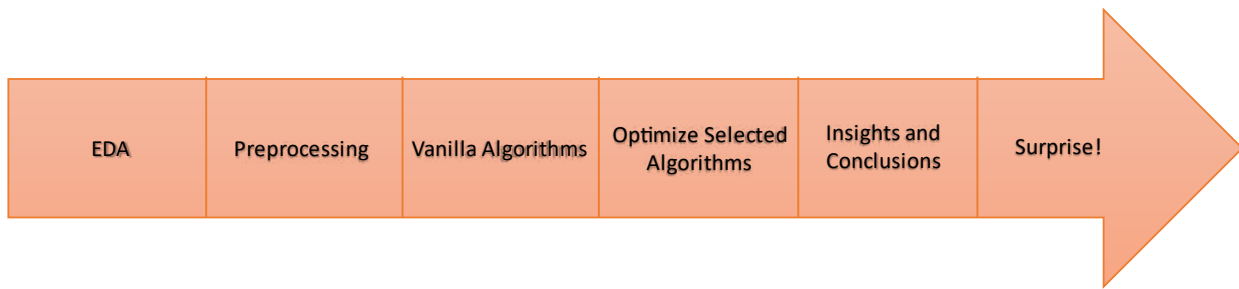 EDA
Preprocessing
Vanilla Algorithms
Optimize Selected
Algorithms
Insights and
Conclusions
Surprise!